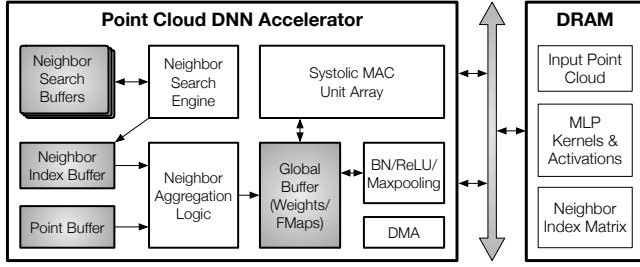 Point Cloud DNN Accelerator
Neighbor
Search
Buffers
Neighbor
Search
Engine
Systolic MAC
Unit Array
Neighbor
Index Buffer
Neighbor
Aggregation
Logic
Point Buffer
Global
Buffer
(Weights/
FMaps)
BN/ReLU/
Maxpooling
DMA
DRAM
Input Point
Cloud
MLP
Kernels &
Activations
Neighbor
Index Matrix